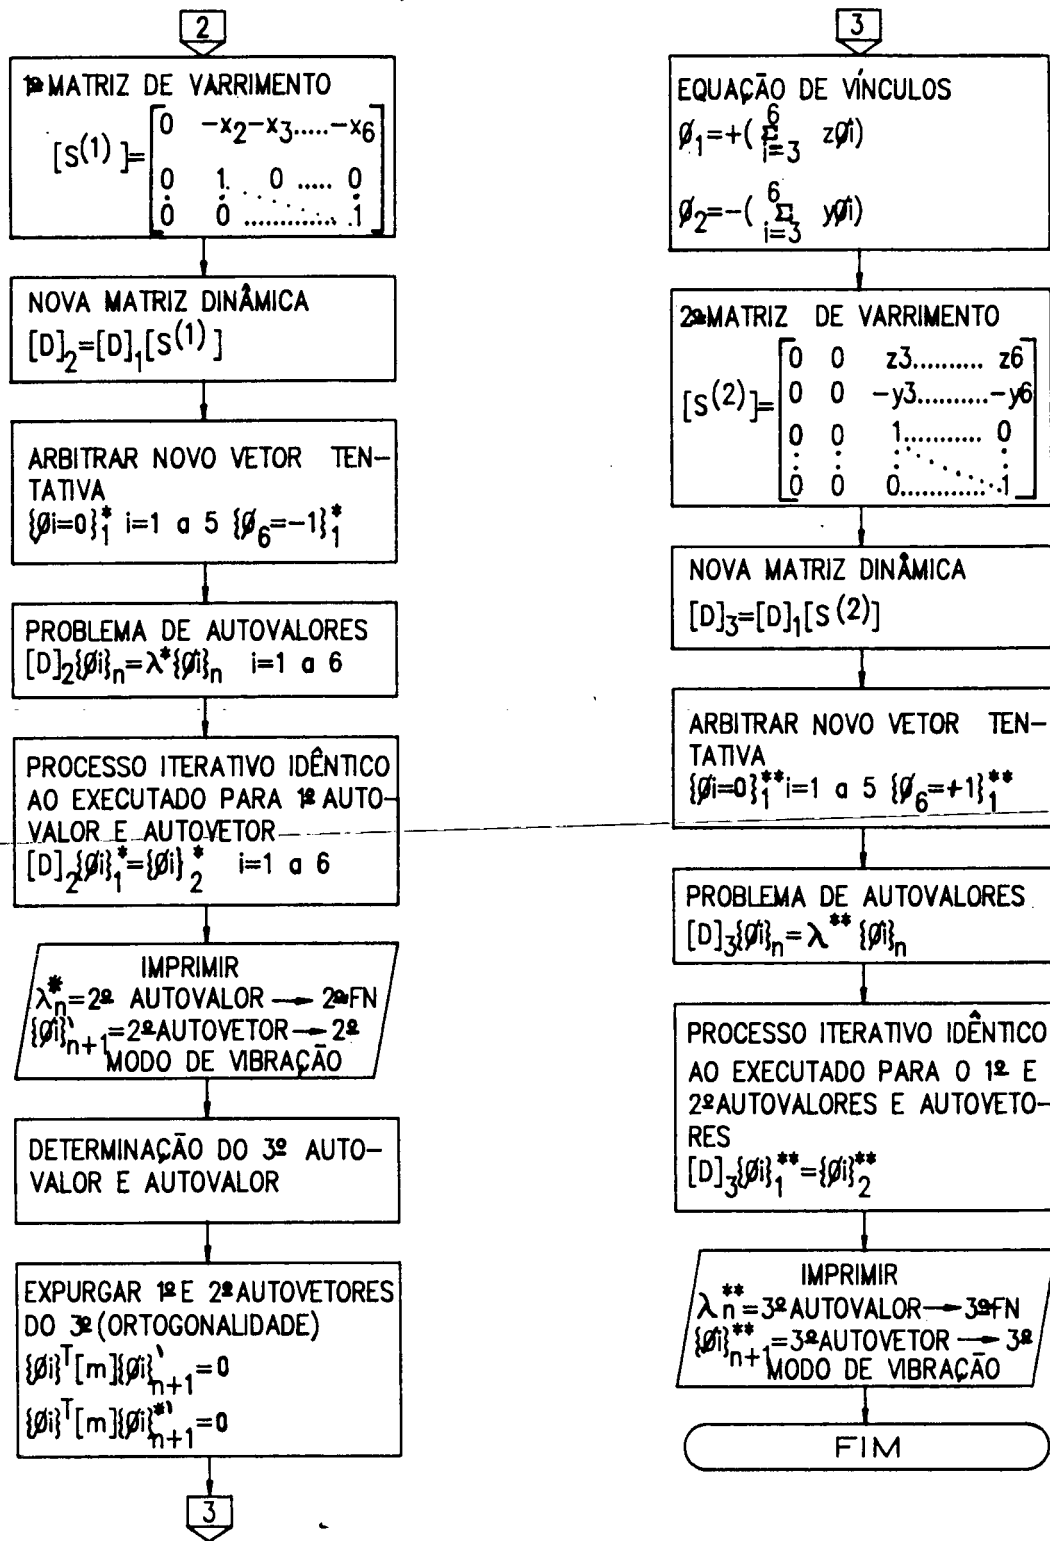 2
1ª MATRIZ DE VARRIMENTO
[S(1)]=[0 -x2-x3.....-x6
0 1. 0 ..... 0
0 0 ............ .1]
NOVA MATRIZ DINÂMICA
[D]2=[D]1[S(1)]
ARBITRAR NOVO VETOR TEN-
TATIVA
{Øi=0}*1 i=1 a 5 {Ø6=-1}*1
PROBLEMA DE AUTOVALORES
[D]2{Øi}n=λ*{Øi}n i=1 a 6
PROCESSO ITERATIVO IDÊNTICO
AO EXECUTADO PARA 1º AUTO-
VALOR E AUTOVETOR
[D]2{Øi}*1={Øi}*2 i=1 a 6
IMPRIMIR
λ*n=2º AUTOVALOR → 2ªFN
{Øi}`n+1=2º AUTOVETOR → 2º
MODO DE VIBRAÇÃO
DETERMINAÇÃO DO 3º AUTO-
VALOR E AUTOVALOR
EXPURGAR 1º E 2º AUTOVETORES
DO 3º (ORTOGONALIDADE)
{Øi}T[m]{Øi}`n+1=0
{Øi}T[m]{Øi}*`n+1=0
3
3
EQUAÇÃO DE VÍNCULOS
Ø1=+( 6 Σ i=3 zØi)
Ø2=-( 6 Σ i=3 yØi)
2ª MATRIZ DE VARRIMENTO
[S(2)]=[0 0 z3.......... z6
0 0 -y3..........-y6
0 0 1........... 0
0 0 0............1]
NOVA MATRIZ DINÂMICA
[D]3=[D]1[S(2)]
ARBITRAR NOVO VETOR TEN-
TATIVA
{Øi=0}**1 i=1 a 5 {Ø6=+1}**1
PROBLEMA DE AUTOVALORES
[D]3{Øi}n=λ** {Øi}n
PROCESSO ITERATIVO IDÊNTICO
AO EXECUTADO PARA O 1º E
2º AUTOVALORES E AUTOVETO-
RES
[D]3{Øi}**1={Øi}**2
IMPRIMIR
λ**n=3º AUTOVALOR → 3ªFN
{Øi}**n+1=3º AUTOVETOR → 3º
MODO DE VIBRAÇÃO
FIM